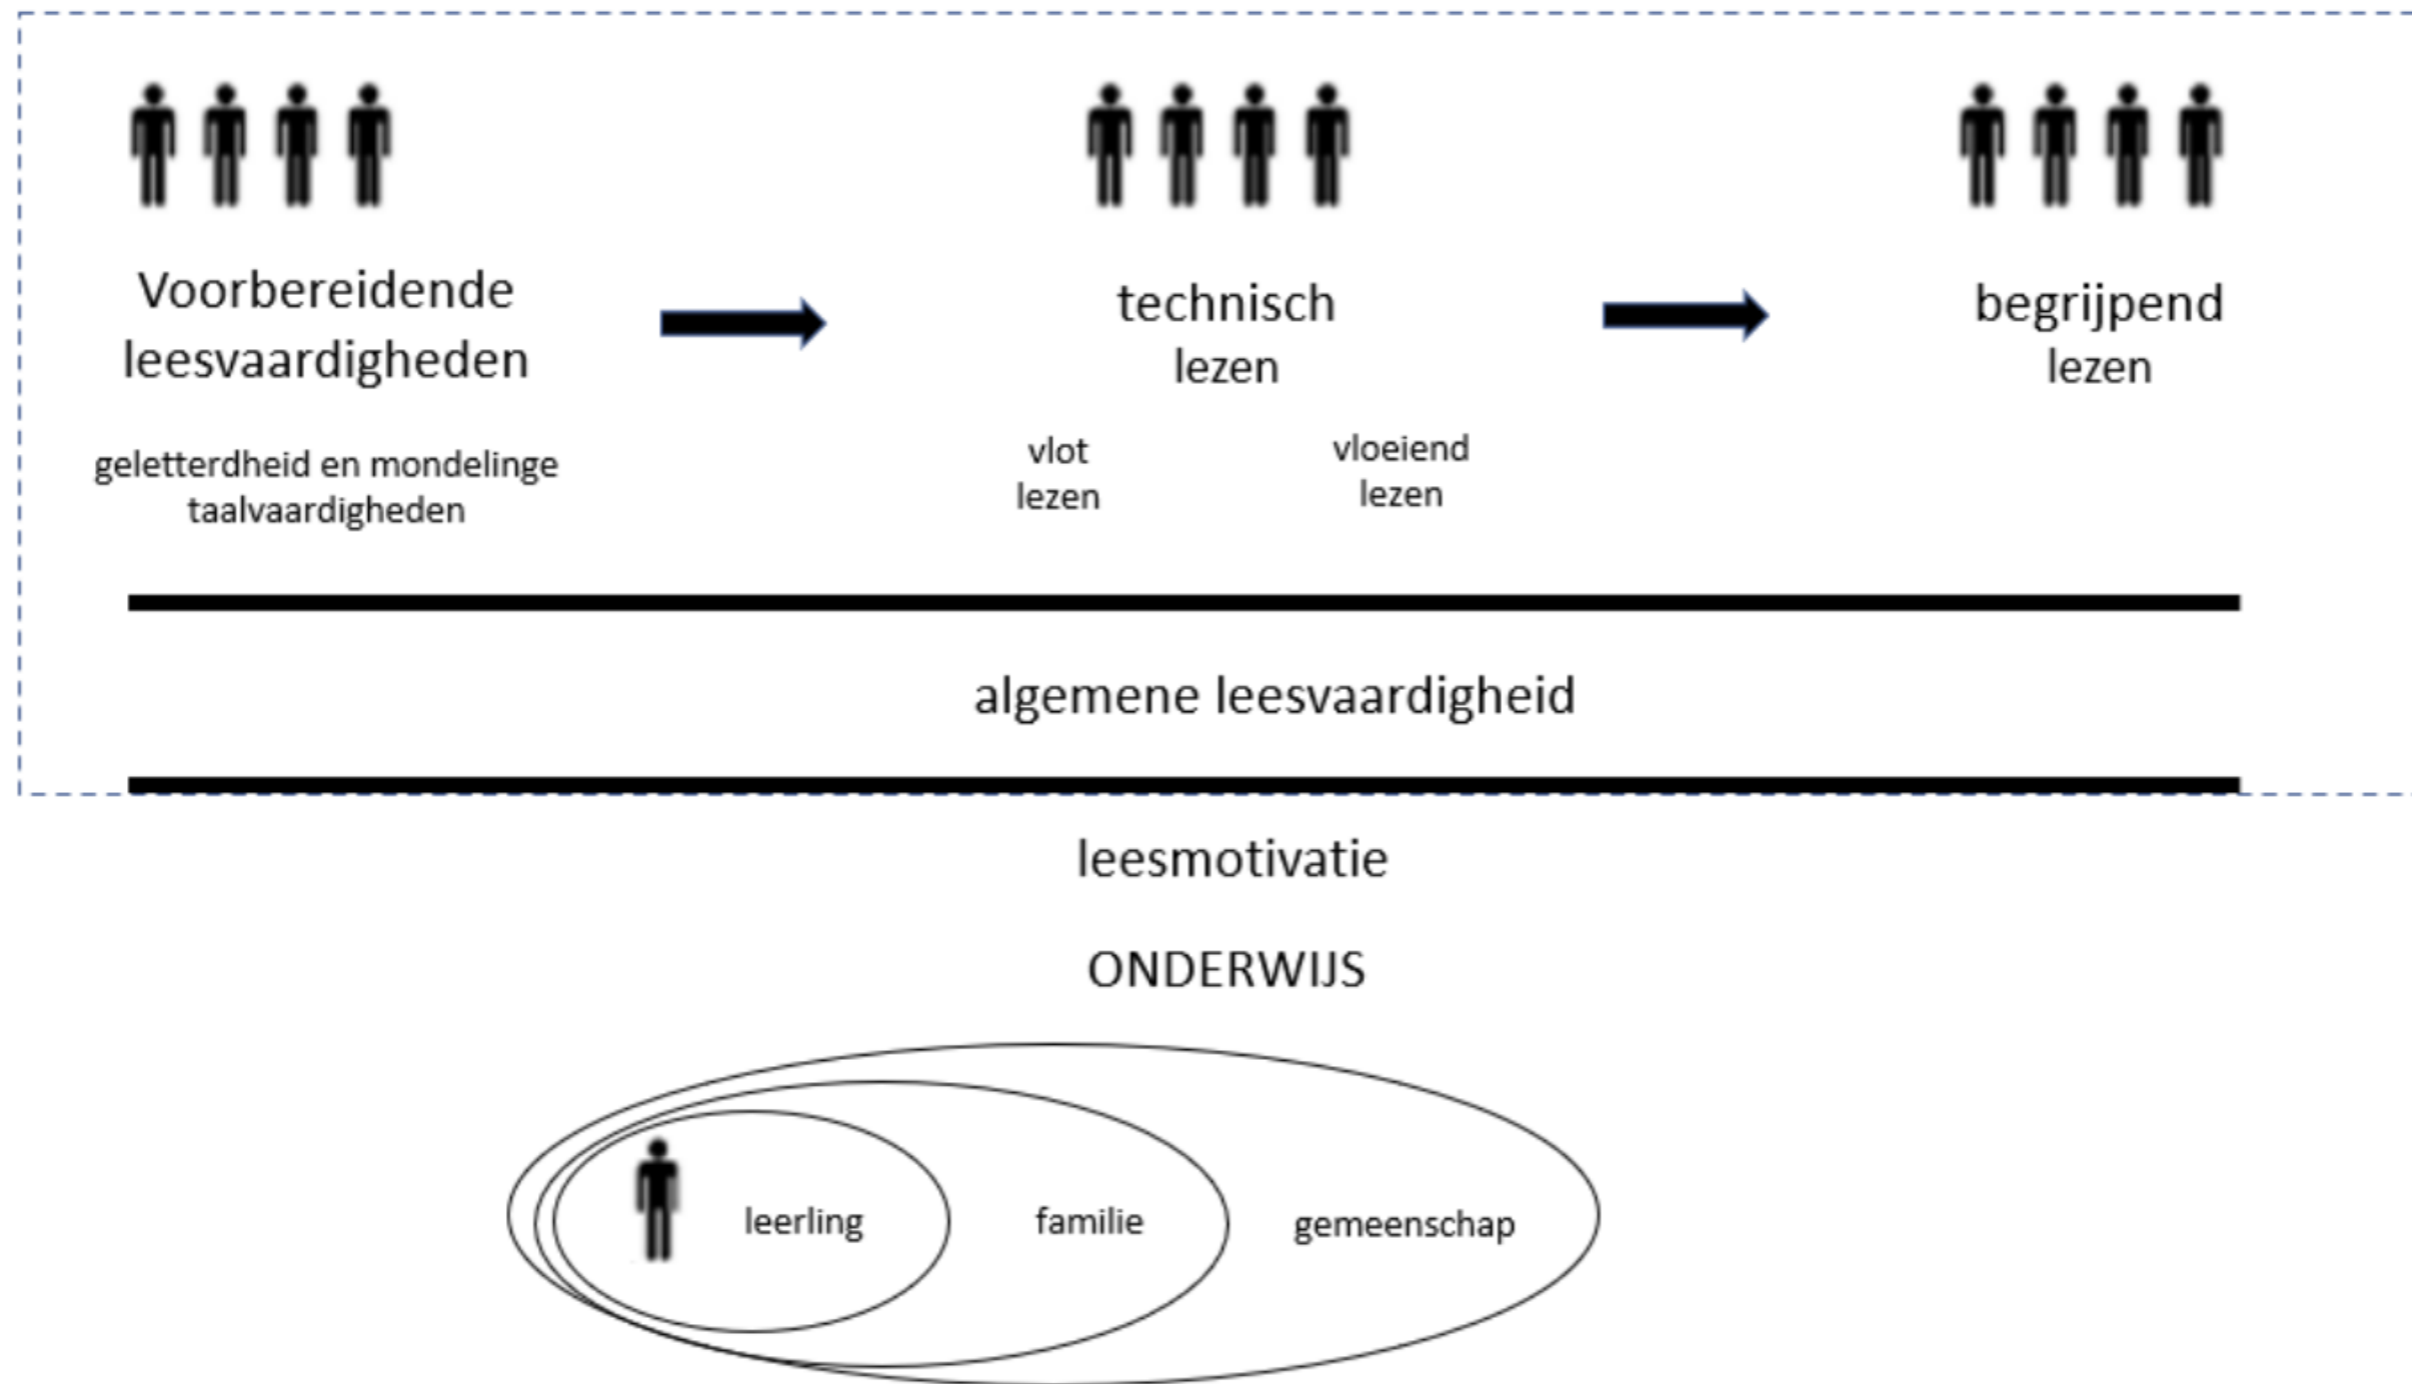 Voorbereidende
leesvaardigheden
geletterdheid en mondelinge
taalvaardigheden
technisch
lezen
vlot
lezen
vloeiend
lezen
begrijpend
lezen
algemene leesvaardigheid
leesmotivatie
ONDERWIJS
leerling
familie
gemeenschap